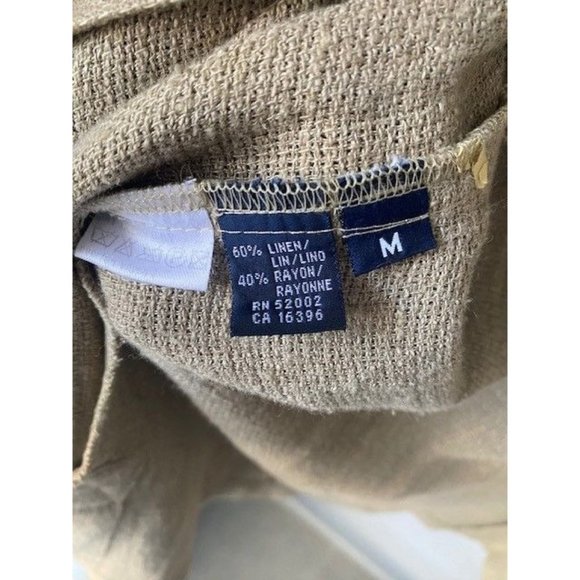 60% LINEN/
LIN/LINO
40% RAYON/
RAYONNE
RN 52002
CA 16396
M